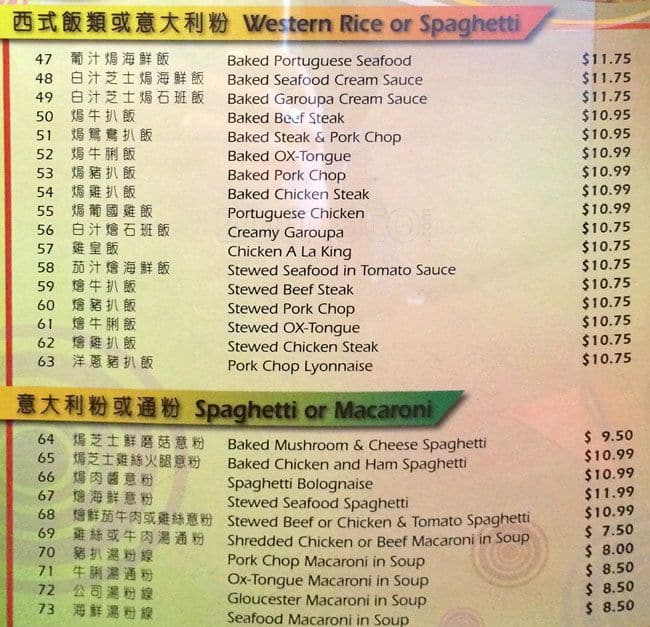 西式飯類或意大利粉 Western Rice or Spaghetti
47 葡汁焗海鮮飯 Baked Portuguese Seafood $11.75
48 白汁芝士焗海鮮飯 Baked Seafood Cream Sauce $11.75
49 白汁芝士焗石班飯 Baked Garoupa Cream Sauce $11.75
50 焗牛扒飯 Baked Beef Steak $10.95
51 焗鴛鴦扒飯 Baked Steak & Pork Chop $10.95
52 焗牛脷飯 Baked OX-Tongue $10.99
53 焗豬扒飯 Baked Pork Chop $10.99
54 焗雞扒飯 Baked Chicken Steak $10.99
55 焗葡國雞飯 Portuguese Chicken $10.99
56 白汁燴石班飯 Creamy Garoupa $10.75
57 雞皇飯 Chicken A La King $10.75
58 茄汁燴海鮮飯 Stewed Seafood in Tomato Sauce $10.75
59 燴牛扒飯 Stewed Beef Steak $10.75
60 燴豬扒飯 Stewed Pork Chop $10.75
61 燴牛脷飯 Stewed OX-Tongue $10.75
62 燴雞扒飯 Stewed Chicken Steak $10.75
63 洋蔥豬扒飯 Pork Chop Lyonnaise $10.75
意大利粉或通粉 Spaghetti or Macaroni
64 焗芝士鮮磨菇意粉 Baked Mushroom & Cheese Spaghetti $ 9.50
65 焗芝士雞絲火腿意粉 Baked Chicken and Ham Spaghetti $10.99
66 焗肉醬意粉 Spaghetti Bolognaise $10.99
67 燴海鮮意粉 Stewed Seafood Spaghetti $11.99
68 燴鮮茄牛肉或雞絲意粉 Stewed Beef or Chicken & Tomato Spaghetti $10.99
69 雞絲或牛肉湯通粉 Shredded Chicken or Beef Macaroni in Soup $ 7.50
70 豬扒湯粉線 Pork Chop Macaroni in Soup $ 8.00
71 牛脷湯通粉 Ox-Tongue Macaroni in Soup $ 8.50
72 公司湯粉線 Gloucester Macaroni in Soup $ 8.50
73 海鮮湯粉線 Seafood Macaroni in Soup $ 8.50